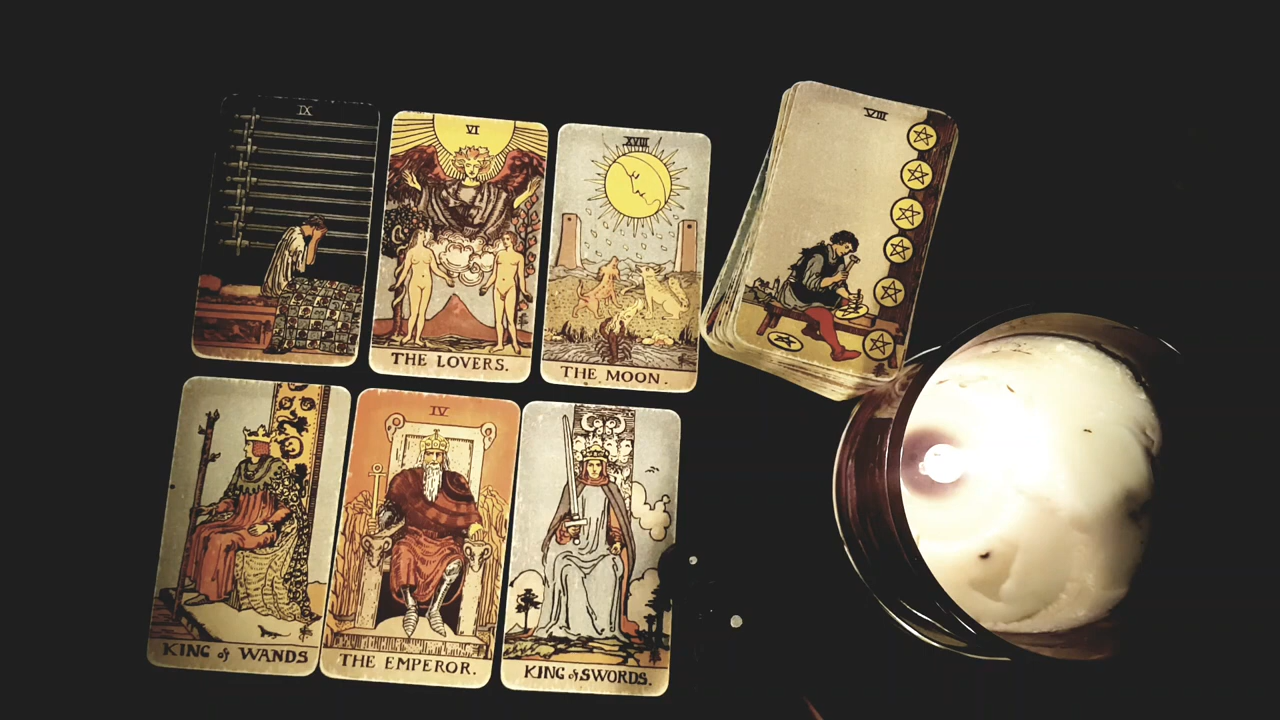 IX
VI
THE LOVERS.
XVIII
THE MOON.
VIII
KING of WANDS
IV
THE EMPEROR.
KING of SWORDS.